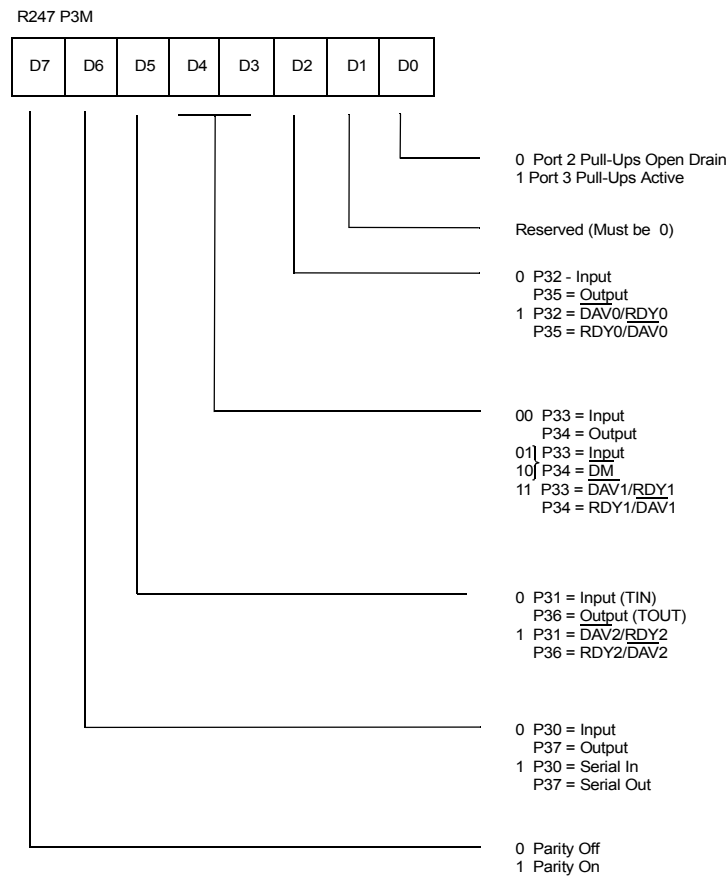 R247 P3M
D7 D6 D5 D4 D3 D2 D1 D0
0 Port 2 Pull-Ups Open Drain
1 Port 3 Pull-Ups Active
Reserved (Must be 0)
0 P32 - Input
P35 = Output
1 P32 = DAV0/RDY0
P35 = RDY0/DAV0
00 P33 = Input
P34 = Output
01} P33 = Input
10} P34 = DM
11 P33 = DAV1/RDY1
P34 = RDY1/DAV1
0 P31 = Input (TIN)
P36 = Output (TOUT)
1 P31 = DAV2/RDY2
P36 = RDY2/DAV2
0 P30 = Input
P37 = Output
1 P30 = Serial In
P37 = Serial Out
0 Parity Off
1 Parity On